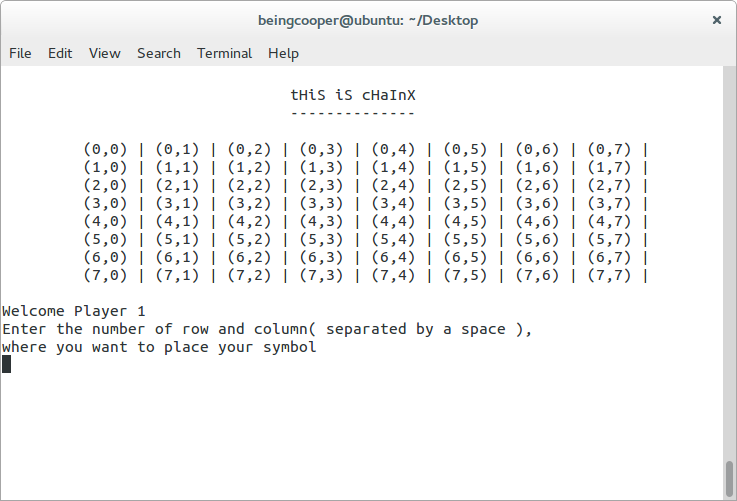 beingcooper@ubuntu: ~/Desktop
×
File Edit View Search Terminal Help
tHiS iS cHaInX
--------------
(0,0) | (0,1) | (0,2) | (0,3) | (0,4) | (0,5) | (0,6) | (0,7) |
(1,0) | (1,1) | (1,2) | (1,3) | (1,4) | (1,5) | (1,6) | (1,7) |
(2,0) | (2,1) | (2,2) | (2,3) | (2,4) | (2,5) | (2,6) | (2,7) |
(3,0) | (3,1) | (3,2) | (3,3) | (3,4) | (3,5) | (3,6) | (3,7) |
(4,0) | (4,1) | (4,2) | (4,3) | (4,4) | (4,5) | (4,6) | (4,7) |
(5,0) | (5,1) | (5,2) | (5,3) | (5,4) | (5,5) | (5,6) | (5,7) |
(6,0) | (6,1) | (6,2) | (6,3) | (6,4) | (6,5) | (6,6) | (6,7) |
(7,0) | (7,1) | (7,2) | (7,3) | (7,4) | (7,5) | (7,6) | (7,7) |
Welcome Player 1
Enter the number of row and column( separated by a space ),
where you want to place your symbol